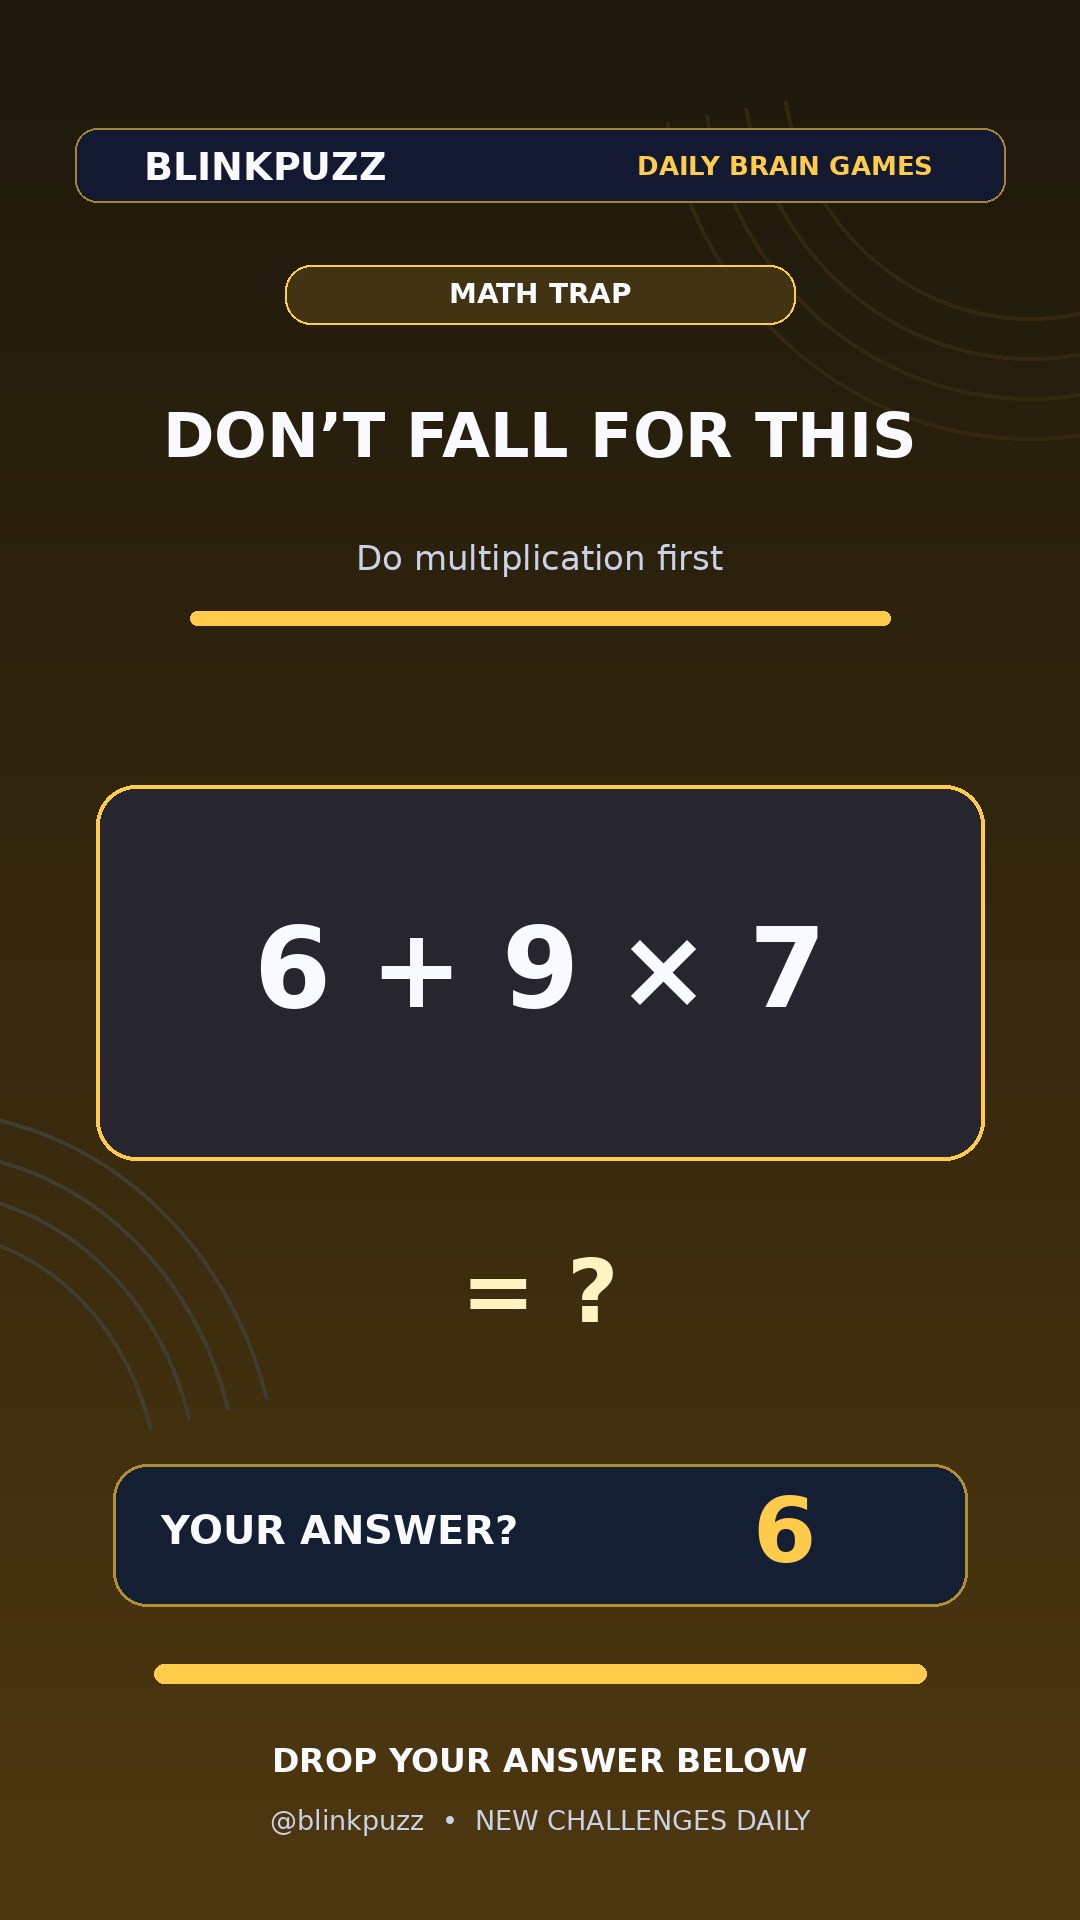 BLINKPUZZ DAILY BRAIN GAMES
MATH TRAP
DON’T FALL FOR THIS
Do multiplication first
6 + 9 × 7
= ?
YOUR ANSWER? 6
DROP YOUR ANSWER BELOW
@blinkpuzz • NEW CHALLENGES DAILY